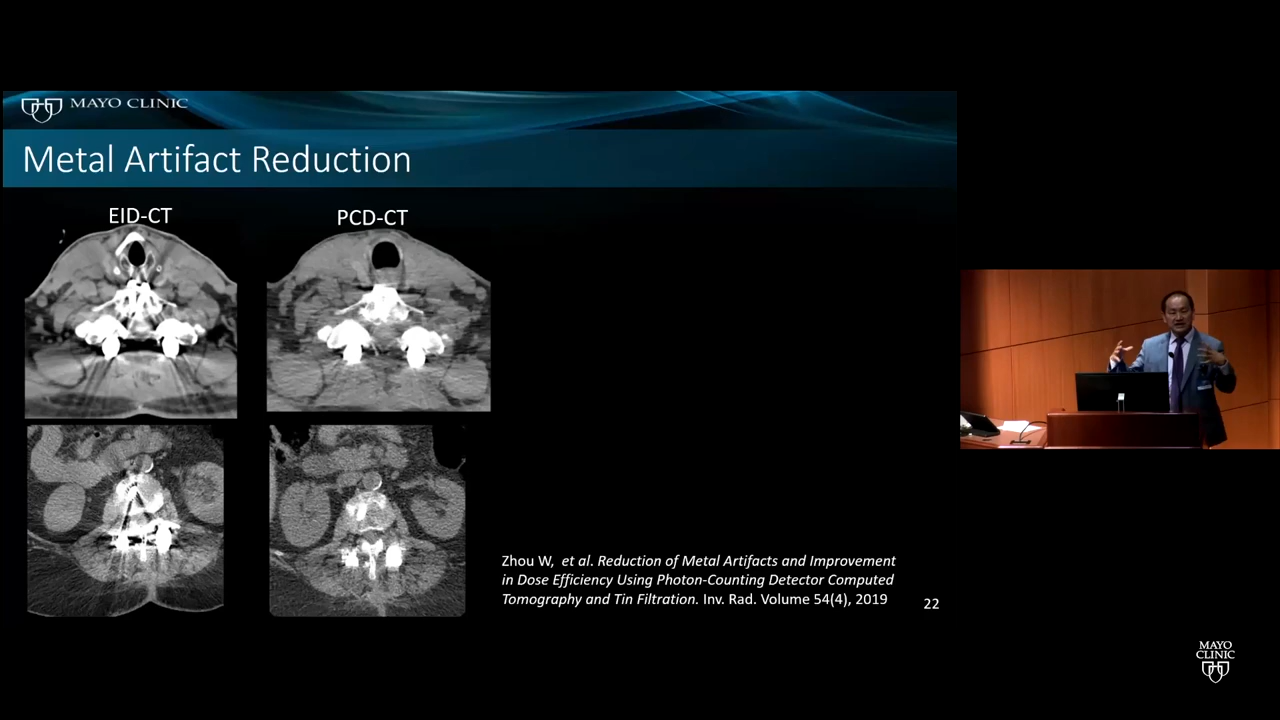 MAYO CLINIC
Metal Artifact Reduction
EID-CT
PCD-CT
Zhou W, et al. Reduction of Metal Artifacts and Improvement
in Dose Efficiency Using Photon-Counting Detector Computed
Tomography and Tin Filtration. Inv. Rad. Volume 54(4), 2019
22
MAYO
CLINIC